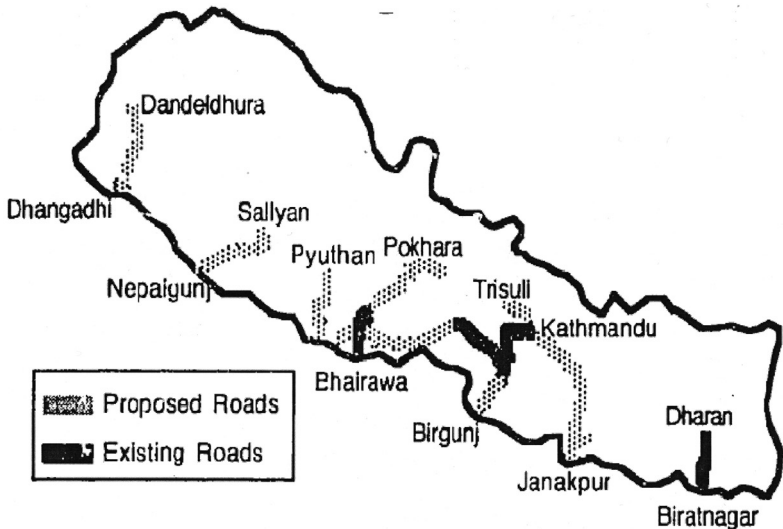 Dandeldhura
Dhangadhi
Sallyan
Nepalgunj
Pyuthan
Pokhara
Trisuli
Kathmandu
Bhairawa
Proposed Roads
Existing Roads
Birgunj
Dharan
Janakpur
Biratnagar